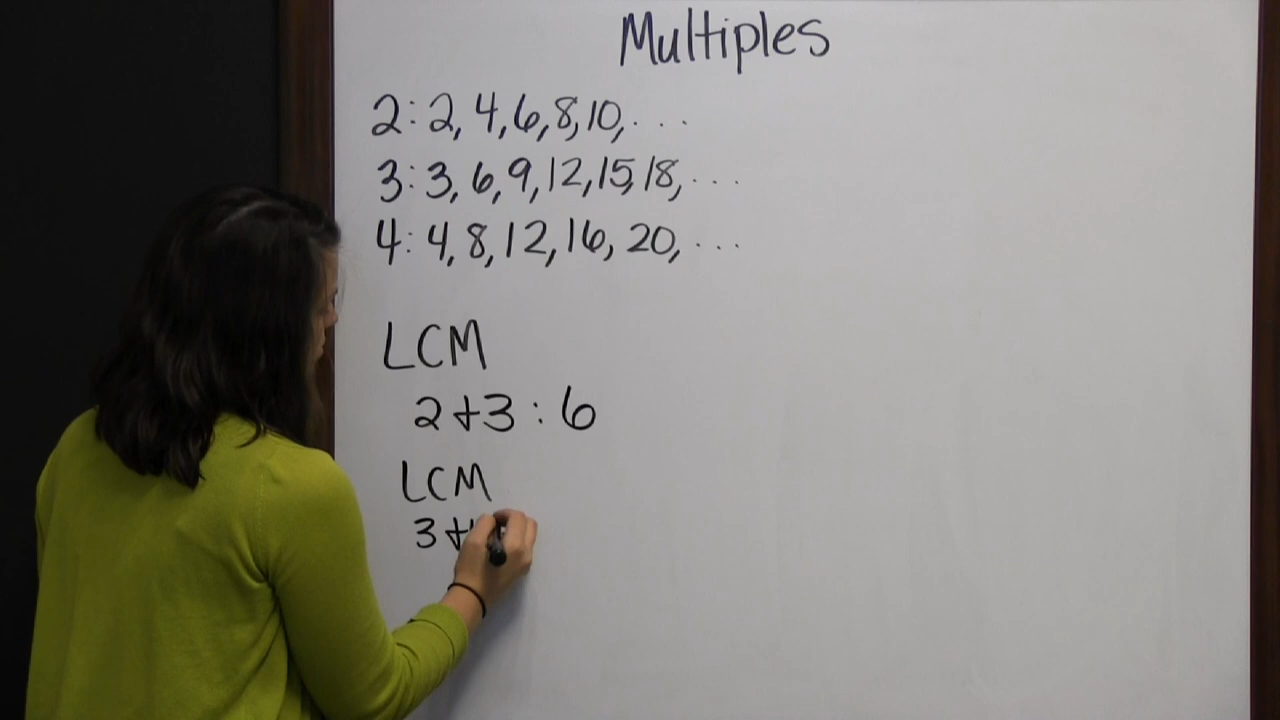 Multiples
2: 2, 4, 6, 8, 10, . . .
3: 3, 6, 9, 12, 15, 18, . . .
4: 4, 8, 12, 16, 20, . . .
LCM
2 + 3 : 6
LCM
3 +